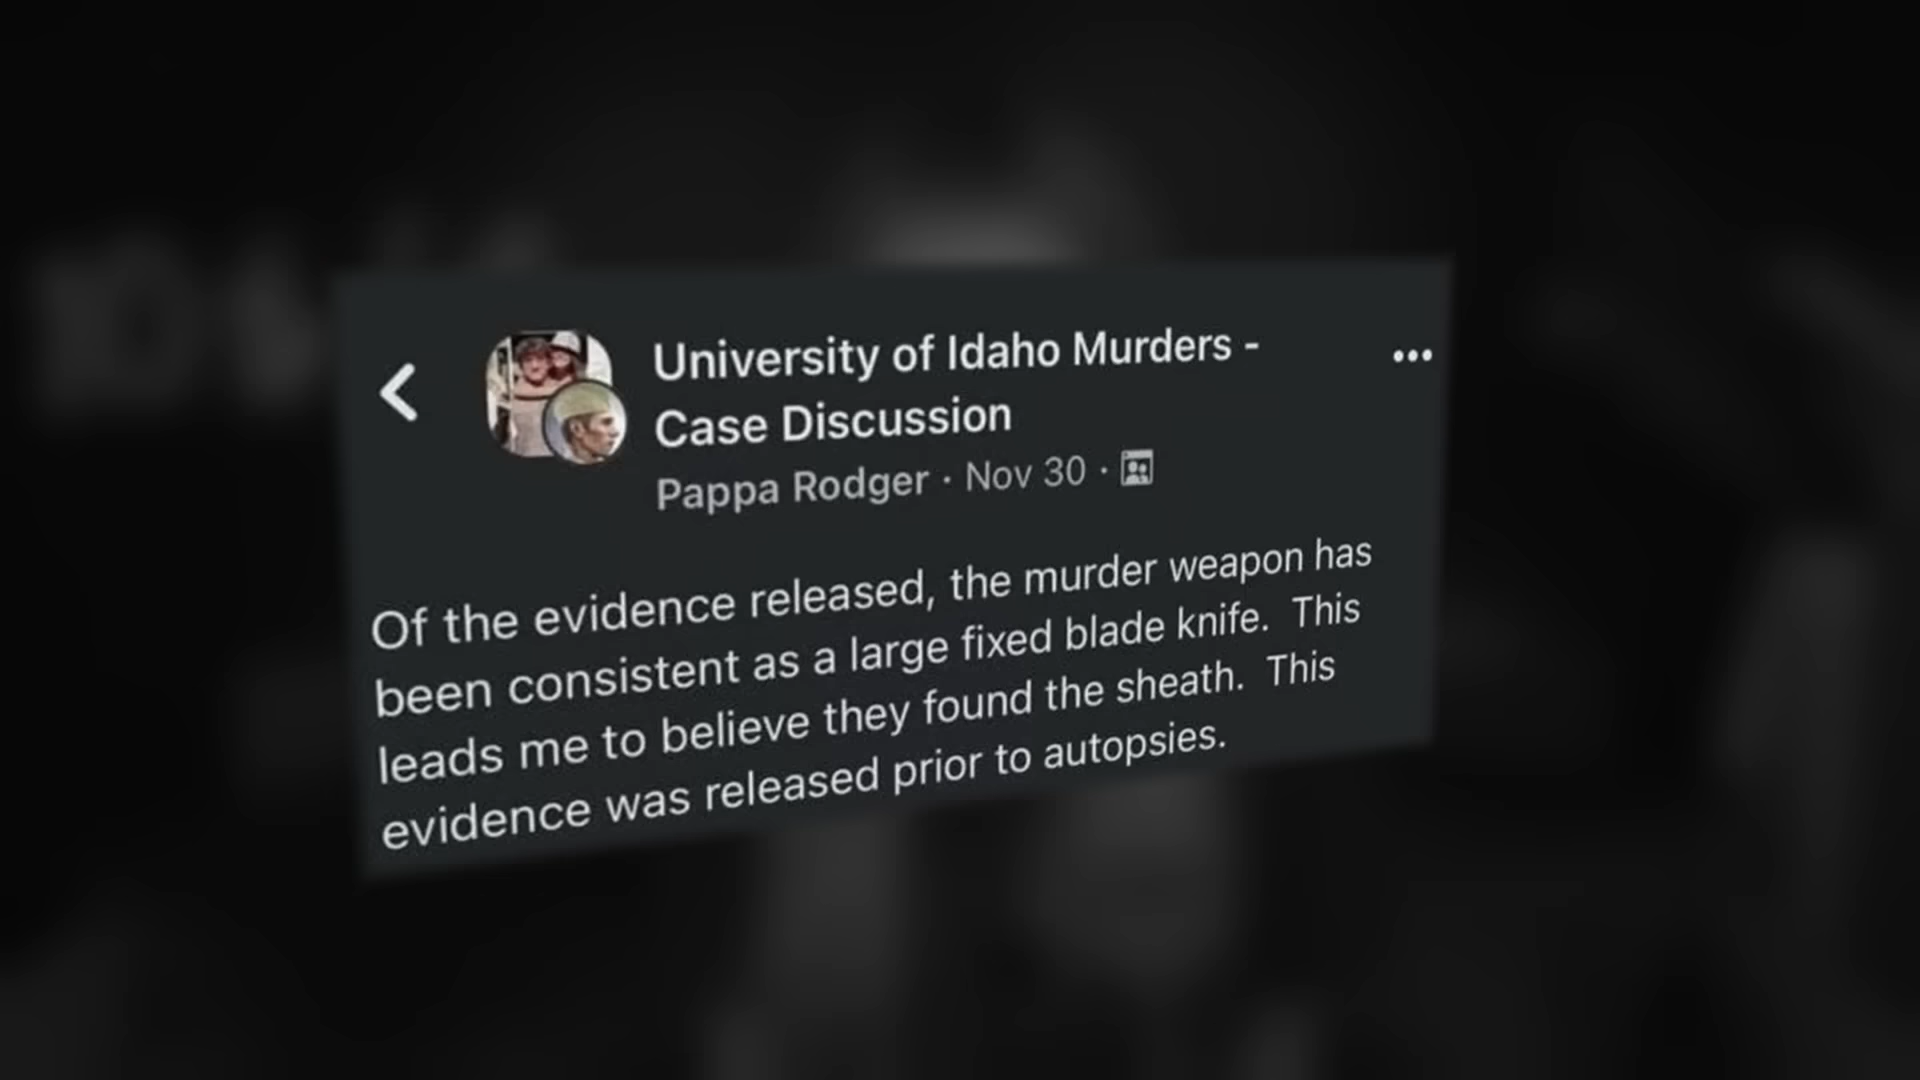 University of Idaho Murders -
Case Discussion
Pappa Rodger · Nov 30 ·
Of the evidence released, the murder weapon has
been consistent as a large fixed blade knife. This
leads me to believe they found the sheath. This
evidence was released prior to autopsies.